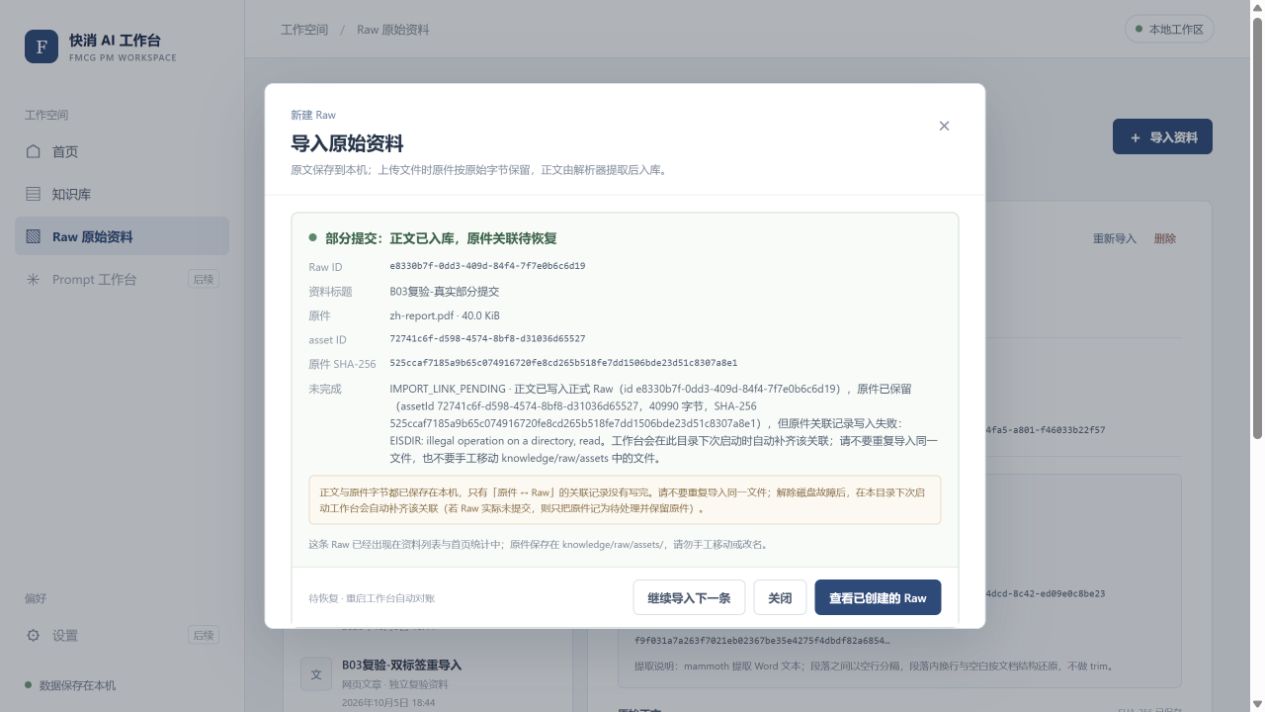 F
快消 AI 工作台
FMCG PM WORKSPACE
工作空间
首页
知识库
Raw 原始资料
Prompt 工作台
后续
偏好
设置
后续
数据保存在本机
工作空间 / Raw 原始资料
本地工作区
+ 导入资料
新建 Raw
×
导入原始资料
原文保存到本机；上传文件时原件按原始字节保留，正文由解析器提取后入库。
部分提交：正文已入库，原件关联待恢复
Raw ID e8330b7f-0dd3-409d-84f4-7f7e0b6c6d19
资料标题 B03复验-真实部分提交
原件 zh-report.pdf · 40.0 KiB
asset ID 72741c6f-d598-4574-8bf8-d31036d65527
原件 SHA-256 525ccaf7185a9b65c074916720fe8cd265b518fe7dd1506bde23d51c8307a8e1
未完成 IMPORT_LINK_PENDING · 正文已写入正式 Raw（id e8330b7f-0dd3-409d-84f4-7f7e0b6c6d19），原件已保留
（assetId 72741c6f-d598-4574-8bf8-d31036d65527，40990 字节，SHA-256
525ccaf7185a9b65c074916720fe8cd265b518fe7dd1506bde23d51c8307a8e1），但原件关联记录写入失败：
EISDIR: illegal operation on a directory, read。工作台会在此目录下次启动时自动补齐该关联；请不要重复导入同一
文件，也不要手工移动 knowledge/raw/assets 中的文件。
正文与原件字节都已保存在本机，只有「原件 ↔ Raw」的关联记录没有写完。请不要重复导入同一文件；解除磁盘故障后，在本目录下次启
动工作台会自动补齐该关联（若 Raw 实际未提交，则只把原件记为待处理并保留原件）。
这条 Raw 已经出现在资料列表与首页统计中；原件保存在 knowledge/raw/assets/，请勿手工移动或改名。
待恢复 · 重启工作台自动对账
继续导入下一条
关闭
查看已创建的 Raw
重新导入
删除
4fa5-a801-f46033b22f57
4dcd-8c42-ed09e0c8be23
f9f031a7a263f7021eb02367be35e4275f4dbdf82a6854…
提取说明：mammoth 提取 Word 文本；段落之间以空行分隔，段落内换行与空白按文档结构还原，不做 trim。
文
B03复验-双标签重导入
网页文章 · 独立复验资料
2026年10月5日 18:44